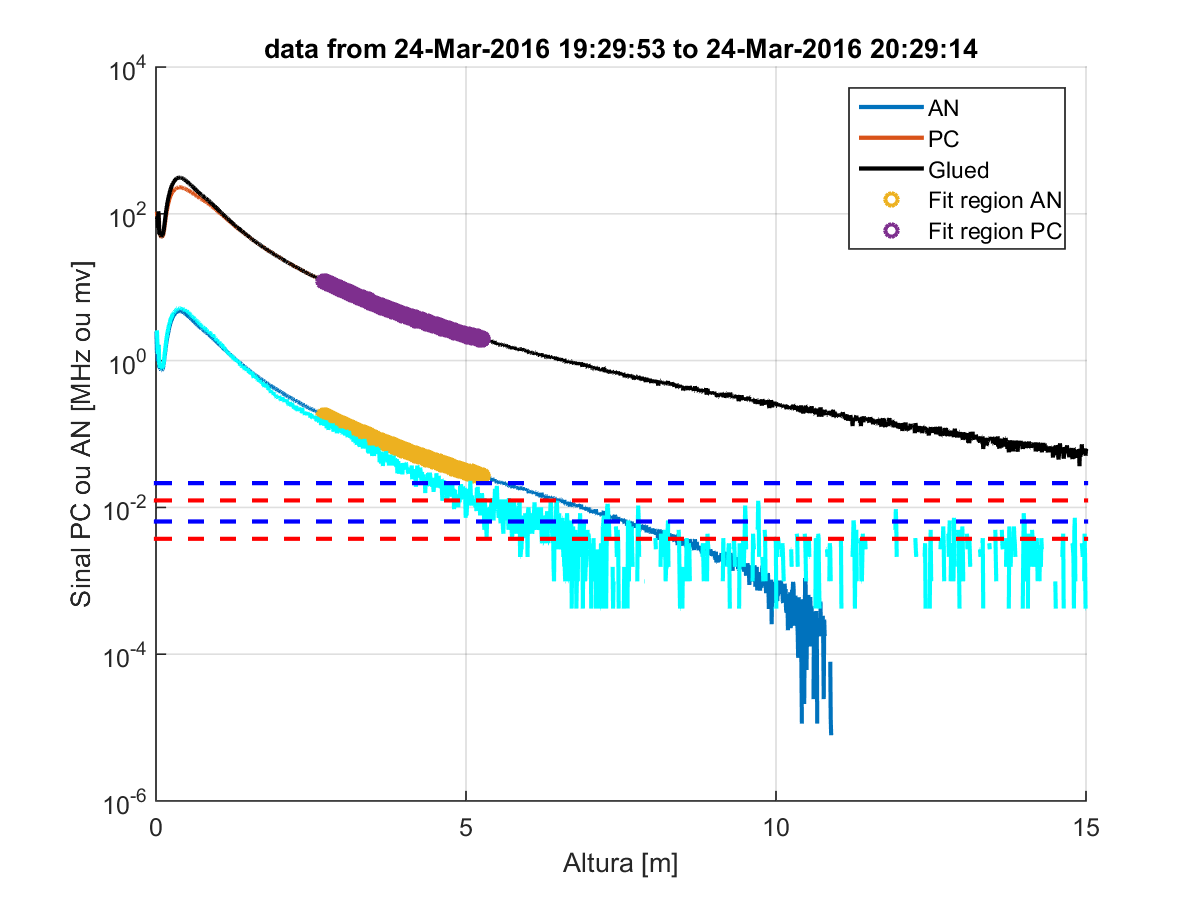 data from 24-Mar-2016 19:29:53 to 24-Mar-2016 20:29:14
Sinal PC ou AN [MHz ou mv]
10^4
10^2
10^0
10^-2
10^-4
10^-6
AN
PC
Glued
Fit region AN
Fit region PC
0 5 10 15
Altura [m]